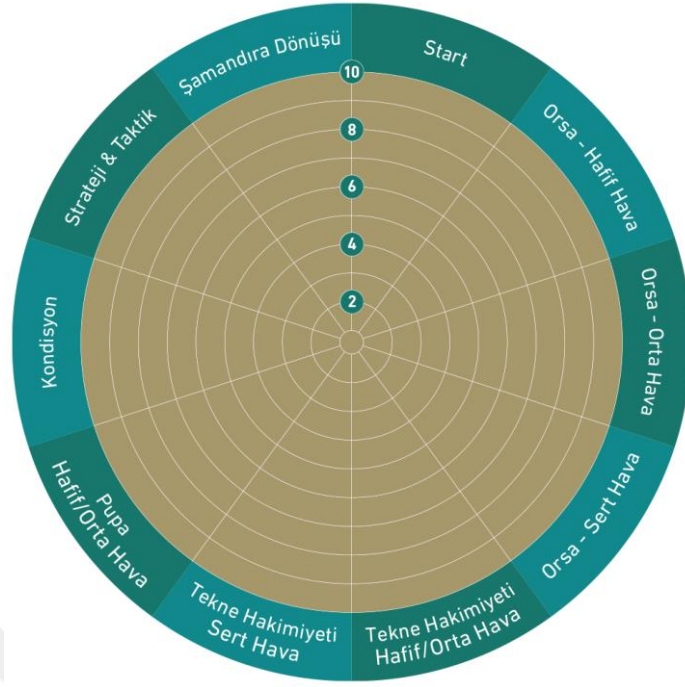 Şamandıra Dönüşü
Start
Orsa - Hafif Hava
Orsa - Orta Hava
Orsa - Sert Hava
Tekne Hakimiyeti
Hafif/Orta Hava
Tekne Hakimiyeti
Sert Hava
Pupa
Hafif/Orta Hava
Kondisyon
Strateji & Taktik
10
8
6
4
2